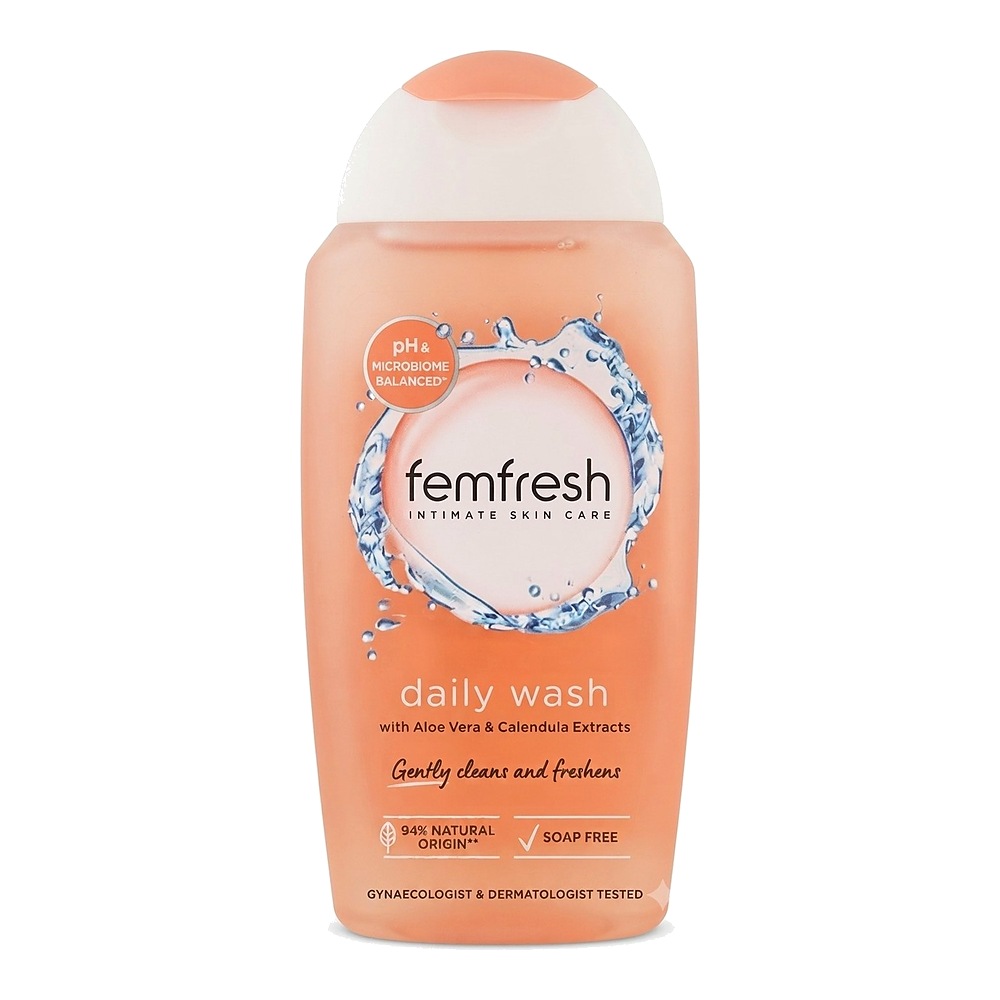 pH &
MICROBIOME
BALANCED™
femfresh
INTIMATE SKIN CARE
daily wash
with Aloe Vera & Calendula Extracts
Gently cleans and freshens
94% NATURAL
ORIGIN**
SOAP FREE
GYNAECOLOGIST & DERMATOLOGIST TESTED